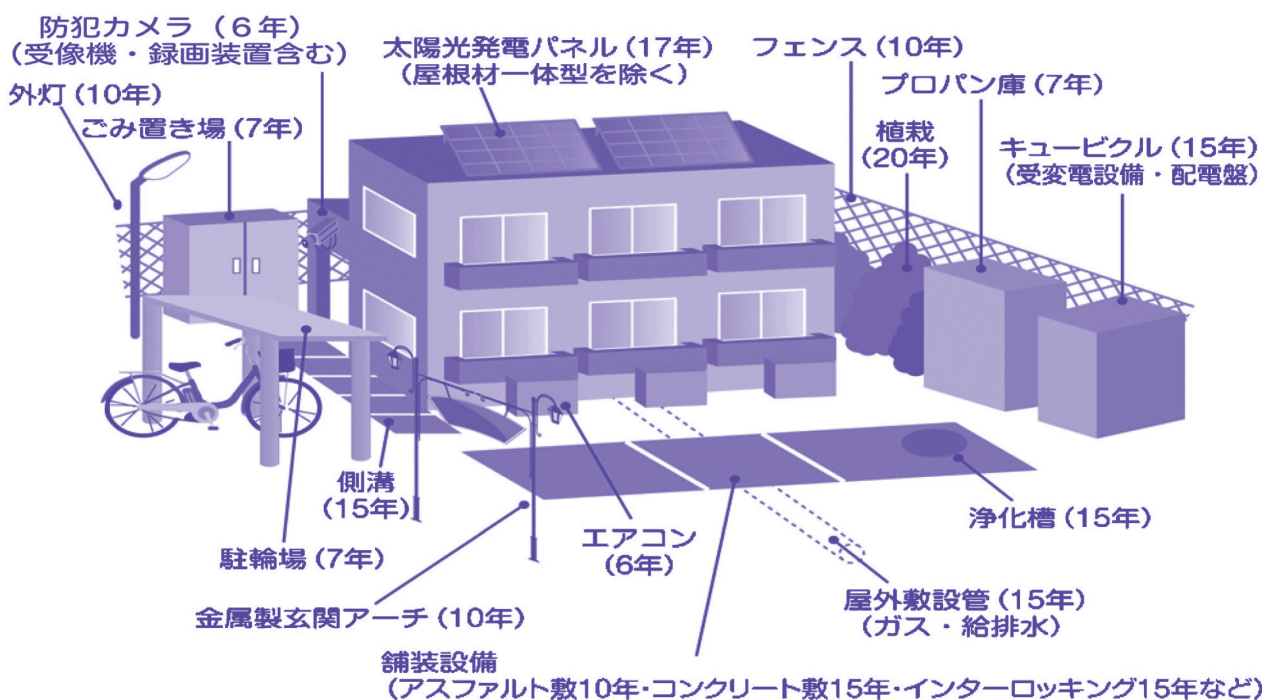 防犯カメラ（6年）
（受像機・録画装置含む）
太陽光発電パネル（17年）
（屋根材一体型を除く）
フェンス（10年）
プロパン庫（7年）
外灯（10年）
ごみ置き場（7年）
植栽
（20年）
キュービクル（15年）
（受変電設備・配電盤）
側溝
（15年）
駐輪場（7年）
エアコン
（6年）
浄化槽（15年）
金属製玄関アーチ（10年）
屋外敷設管（15年）
（ガス・給排水）
舗装設備
（アスファルト敷10年・コンクリート敷15年・インターロッキング15年など）